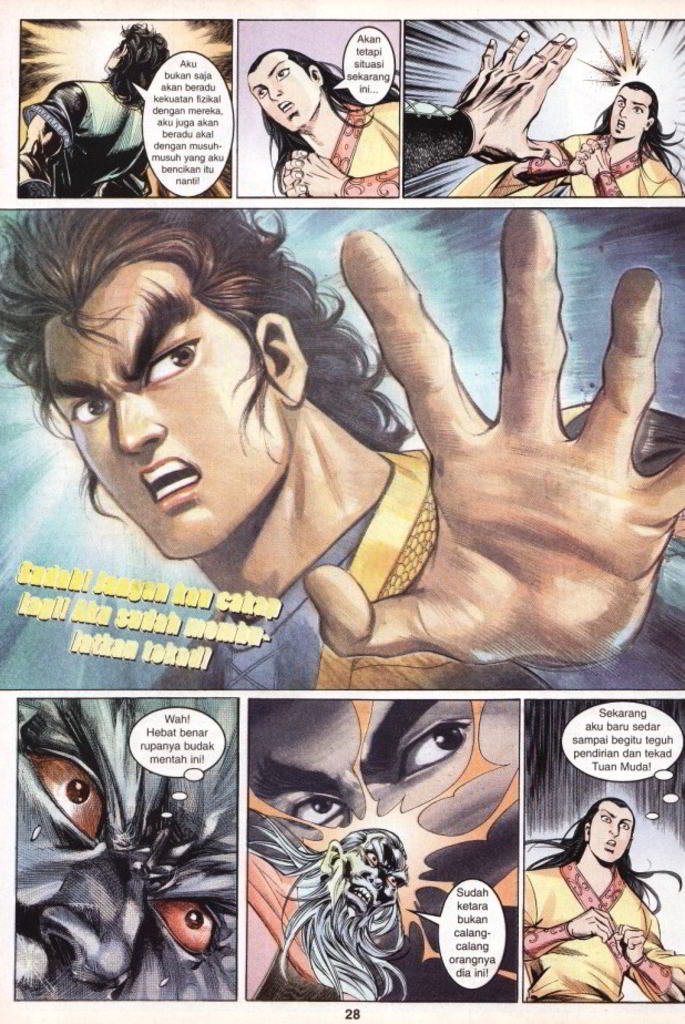 Aku
bukan saja
akan beradu
kekuatan fizikal
dengan mereka,
aku juga akan
beradu akal
dengan musuh-
musuh yang aku
bencikan itu
nanti!
Akan
tetapi
situasi
sekarang
ini...
Sudah! Jangan kau cakap
lagi! Aku sudah membu-
latkan tekad!
Wah!
Hebat benar
rupanya budak
mentah ini!
Sudah
ketara
bukan
calang-
calang
orangnya
dia ini!
Sekarang
aku baru sedar
sampai begitu teguh
pendirian dan tekad
Tuan Muda!
28